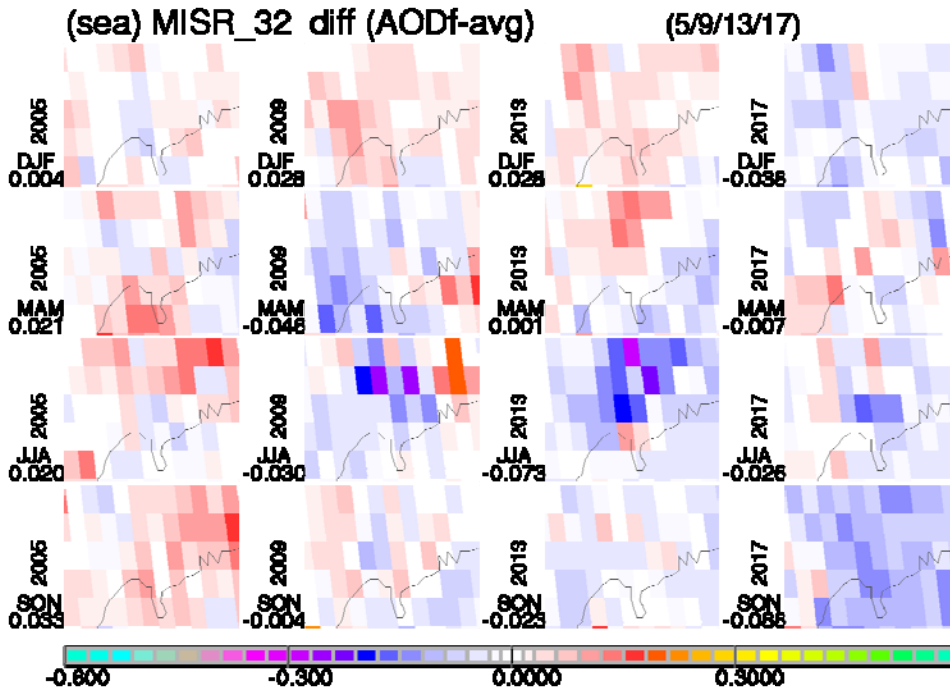 (sea) MISR_32 diff (AODf-avg) (5/9/13/17)
DJF 2005 0.004
DJF 2009 0.028
DJF 2013 0.028
DJF 2017 -0.038
MAM 2005 0.021
MAM 2009 -0.046
MAM 2013 0.001
MAM 2017 -0.007
JJA 2005 0.020
JJA 2009 -0.030
JJA 2013 -0.073
JJA 2017 -0.026
SON 2005 0.033
SON 2009 -0.004
SON 2013 -0.023
SON 2017 -0.088
-0.600 -0.300 0.0000 0.3000